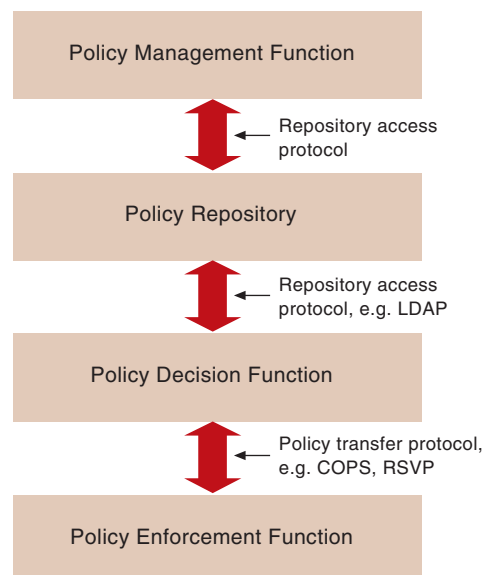 Policy Management Function
Repository access
protocol
Policy Repository
Repository access
protocol, e.g. LDAP
Policy Decision Function
Policy transfer protocol,
e.g. COPS, RSVP
Policy Enforcement Function